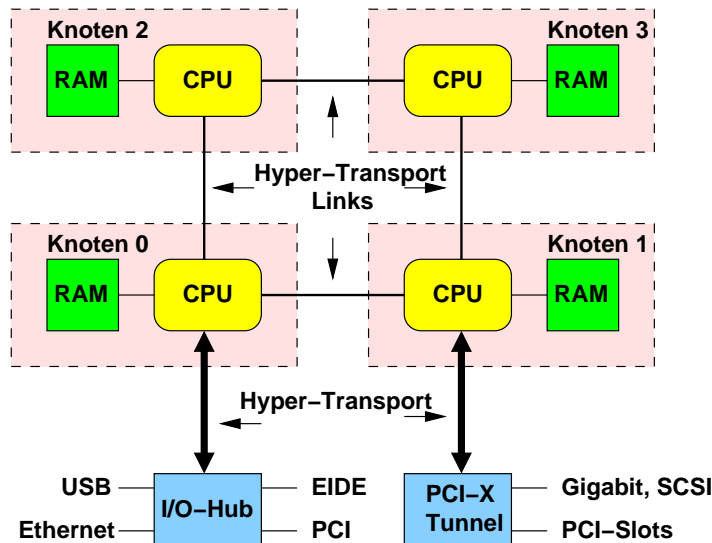 Knoten 2
RAM
CPU
Knoten 3
CPU
RAM
Hyper−Transport
Links
Knoten 0
RAM
CPU
Knoten 1
CPU
RAM
Hyper−Transport
USB
Ethernet
I/O−Hub
EIDE
PCI
PCI−X
Tunnel
Gigabit, SCSI
PCI−Slots